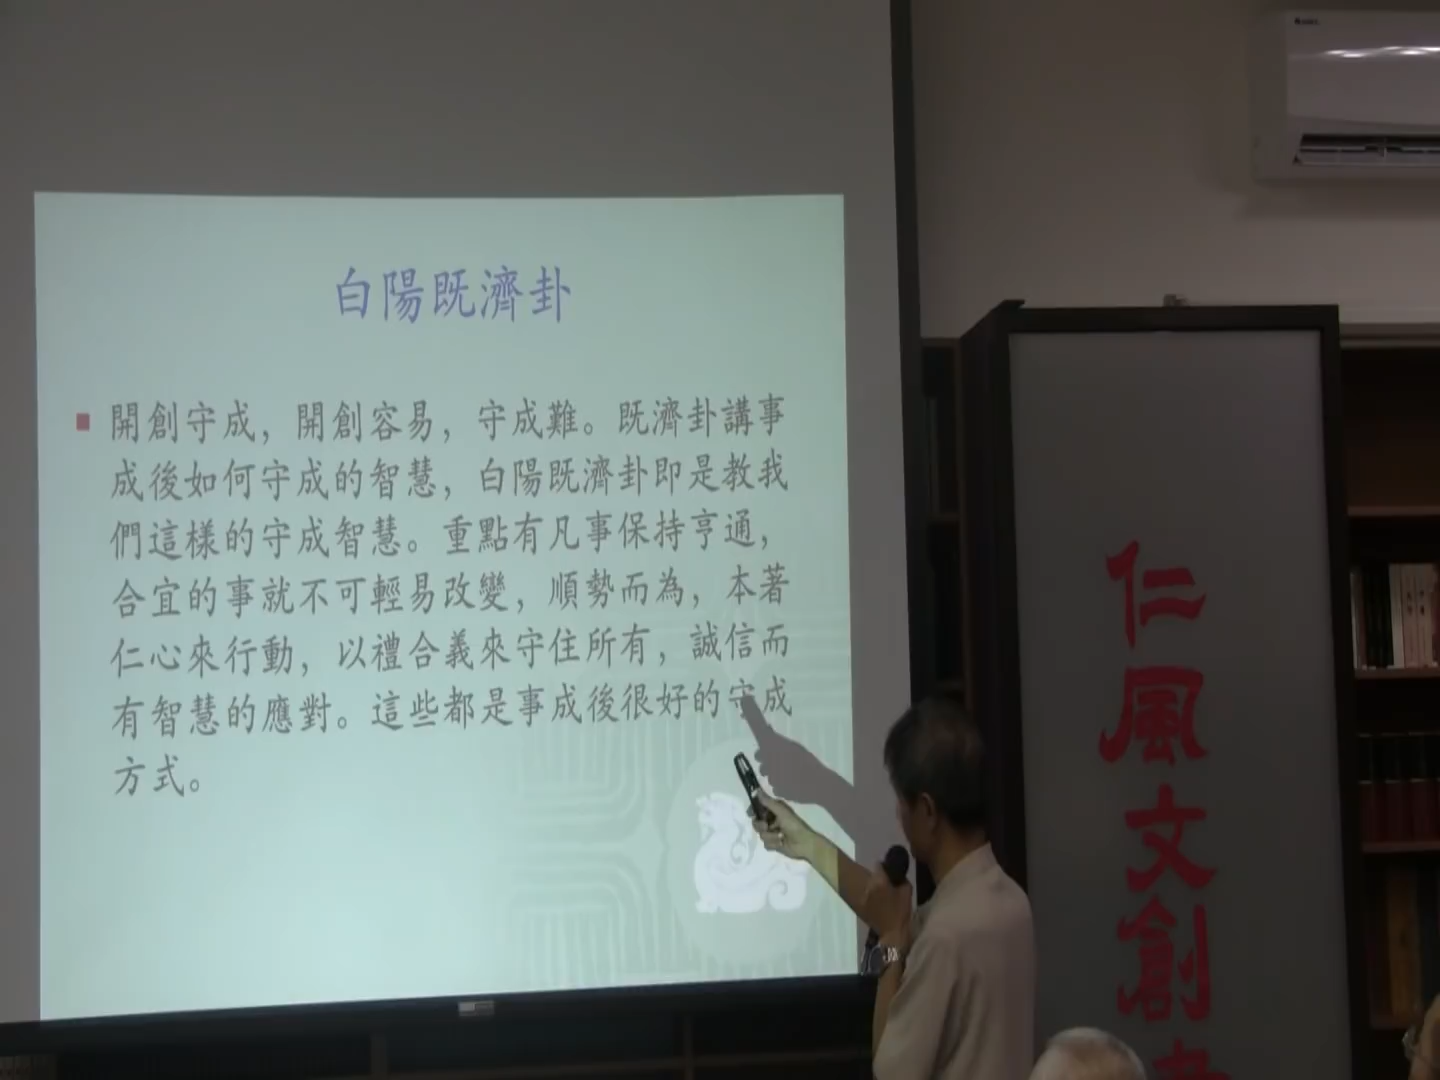 白陽既濟卦
開創守成，開創容易，守成難。既濟卦講事
成後如何守成的智慧，白陽既濟卦即是教我
們這樣的守成智慧。重點有凡事保持亨通，
合宜的事就不可輕易改變，順勢而為，本著
仁心來行動，以禮合義來守住所有，誠信而
有智慧的應對。這些都是事成後很好的守成
方式。
仁風文創